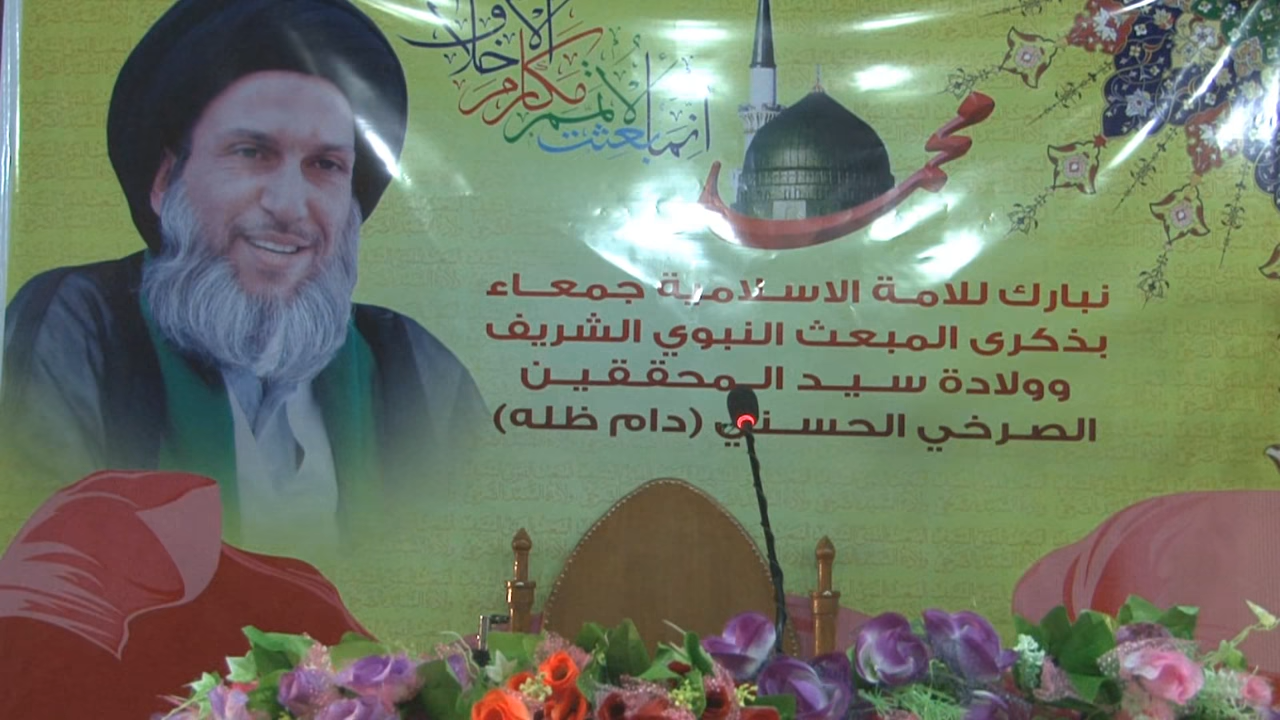 إنما بعثت
لأتمم
مكارم
الأخلاق
محمد
نبارك للامة الاسلامية جمعاء
بذكرى المبعث النبوي الشريف
وولادة سيد المحققين
الصرخي الحسني (دام ظله)